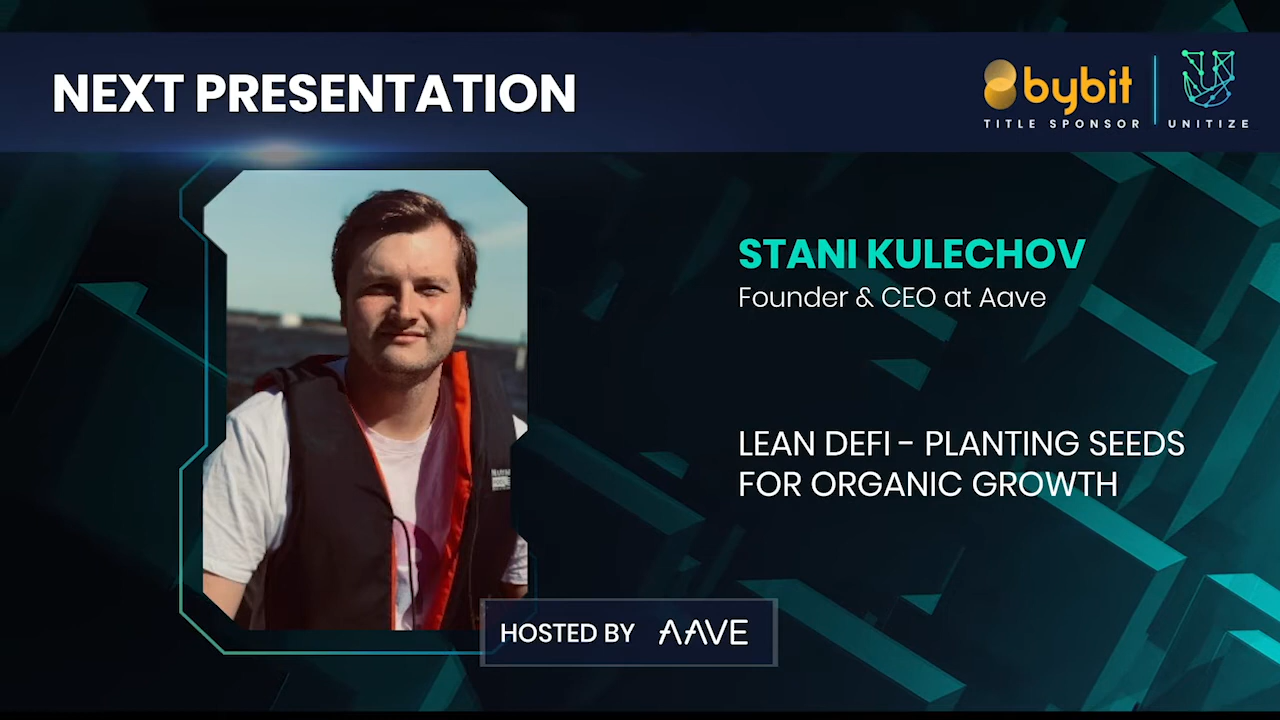 NEXT PRESENTATION
bybit
TITLE SPONSOR
UNITIZE
STANI KULECHOV
Founder & CEO at Aave
LEAN DEFI - PLANTING SEEDS
FOR ORGANIC GROWTH
HOSTED BY AAVE